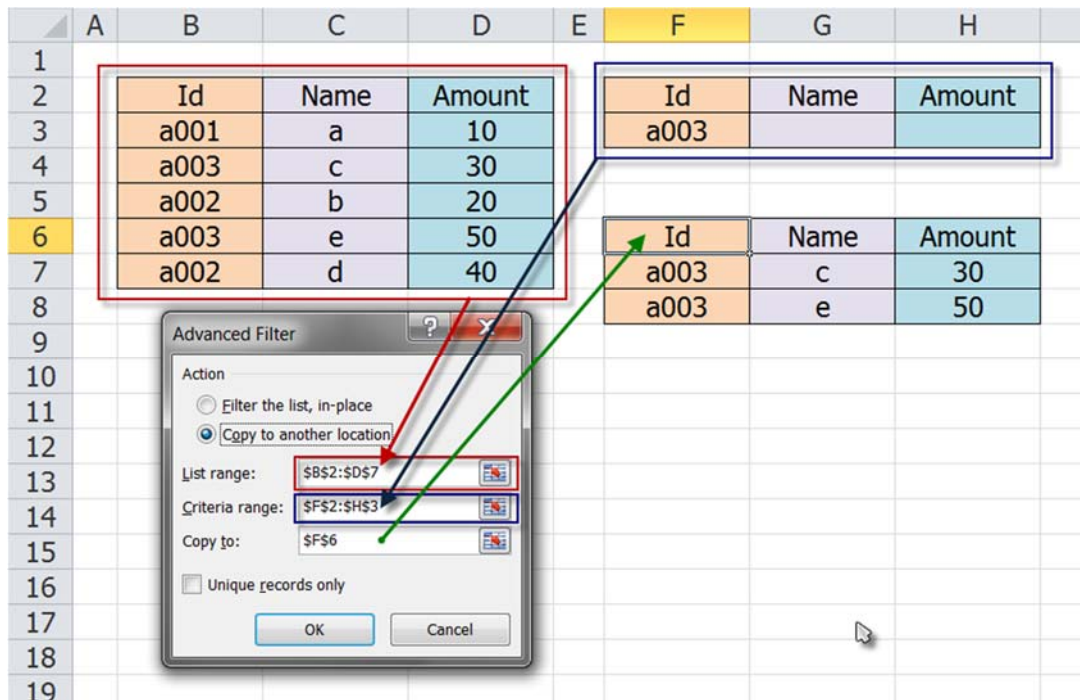 A B C D E F G H
1
2 Id Name Amount Id Name Amount
3 a001 a 10 a003
4 a003 c 30
5 a002 b 20
6 a003 e 50 Id Name Amount
7 a002 d 40 a003 c 30
8 a003 e 50
9
10
11
12
13
14
15
16
17
18
19
Advanced Filter
Action
Filter the list, in-place
Copy to another location
List range: $B$2:$D$7
Criteria range: $F$2:$H$3
Copy to: $F$6
Unique records only
OK Cancel